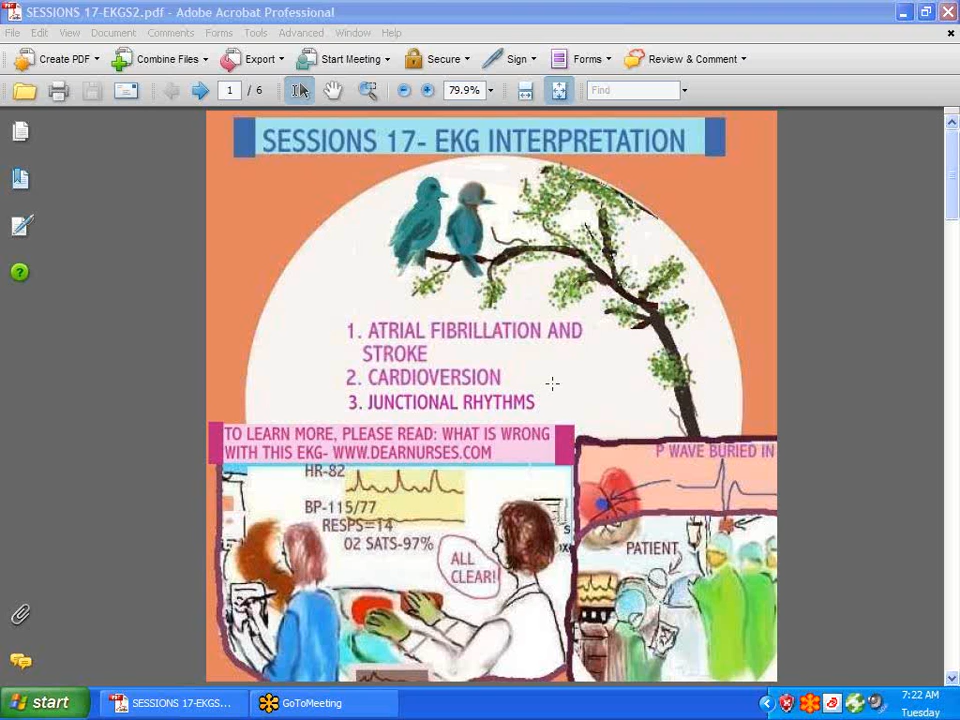 SESSIONS 17-EKGS2.pdf - Adobe Acrobat Professional
File Edit View Document Comments Forms Tools Advanced Window Help
Create PDF Combine Files Export Start Meeting Secure Sign Forms Review & Comment
1 / 6 79.9% Find
SESSIONS 17- EKG INTERPRETATION
1. ATRIAL FIBRILLATION AND
STROKE
2. CARDIOVERSION
3. JUNCTIONAL RHYTHMS
TO LEARN MORE, PLEASE READ: WHAT IS WRONG
WITH THIS EKG- WWW.DEARNURSES.COM
P WAVE BURIED IN
HR-82
BP-115/77
RESPS=14
O2 SATS-97%
ALL
CLEAR!
PATIENT
start SESSIONS 17-EKGS... GoToMeeting 7:22 AM
Tuesday